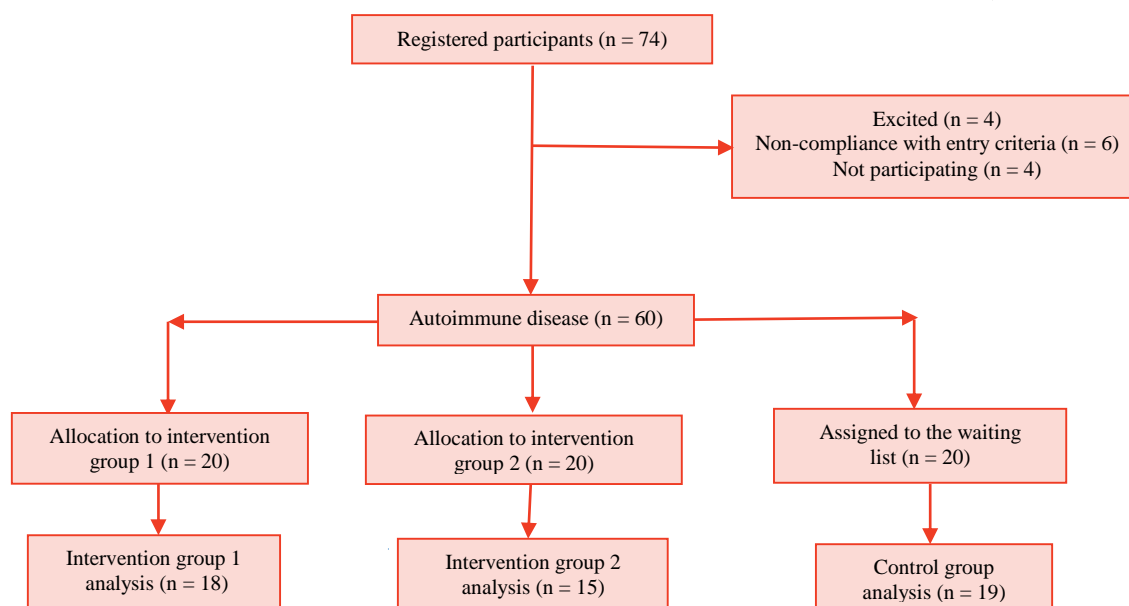 Registered participants (n = 74)
Excited (n = 4)
Non-compliance with entry criteria (n = 6)
Not participating (n = 4)
Autoimmune disease (n = 60)
Allocation to intervention
group 1 (n = 20)
Allocation to intervention
group 2 (n = 20)
Assigned to the waiting
list (n = 20)
Intervention group 1
analysis (n = 18)
Intervention group 2
analysis (n = 15)
Control group
analysis (n = 19)